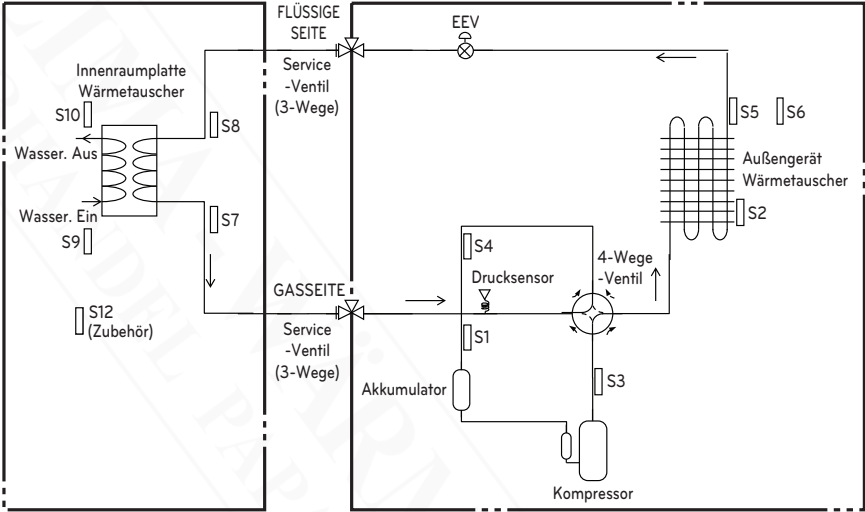 FLÜSSIGE
SEITE
EEV
Service
-Ventil
(3-Wege)
Innenraumplatte
Wärmetauscher
S10
S8
Wasser. Aus
Wasser. Ein
S7
S9
S12
(Zubehör)
GASSEITE
Service
-Ventil
(3-Wege)
S5
S6
Außengerät
Wärmetauscher
S2
S4
Drucksensor
4-Wege
-Ventil
S1
S3
Akkumulator
Kompressor